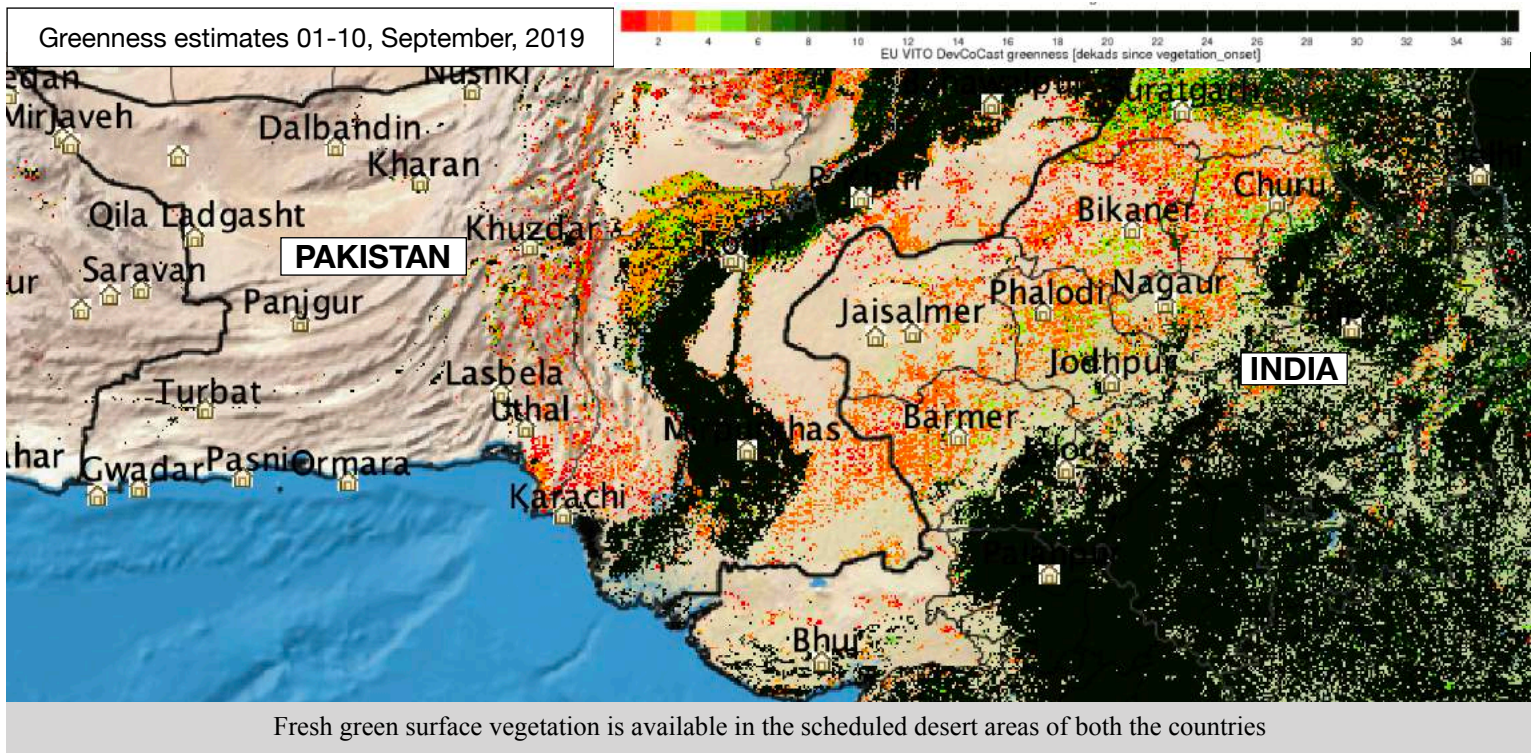 Greenness estimates 01-10, September, 2019
2 4 6 8 10 12 14 16 18 20 22 24 26 28 30 32 34 36
EU VITO DevCoCast greenness [dekads since vegetation_onset]
Nushki
Mirjaveh
Dalbandin
Kharan
Churu
Qila Ladgasht
Bikaner
Khuzdar
PAKISTAN
Saravan
ur
Panjgur
Phalodi
Nagaur
Jaisalmer
Jodhpur
INDIA
Lasbela
Turbat
Uthal
Barmer
Gwadar
Pasni
Ormara
Karachi
Bhuj
Fresh green surface vegetation is available in the scheduled desert areas of both the countries